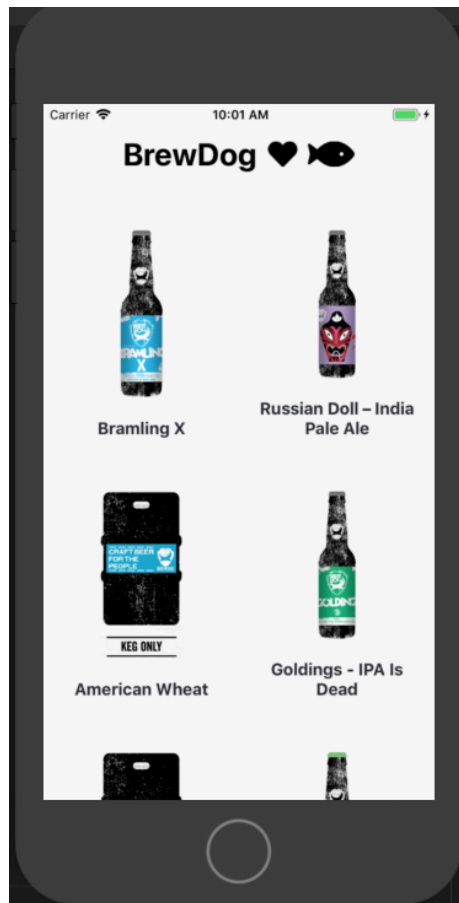 Carrier 10:01 AM
BrewDog
BRAMLING
X
Bramling X
Russian Doll – India
Pale Ale
CRAFT BEER
FOR THE
PEOPLE
KEG ONLY
American Wheat
GOLDINGS
Goldings - IPA Is
Dead